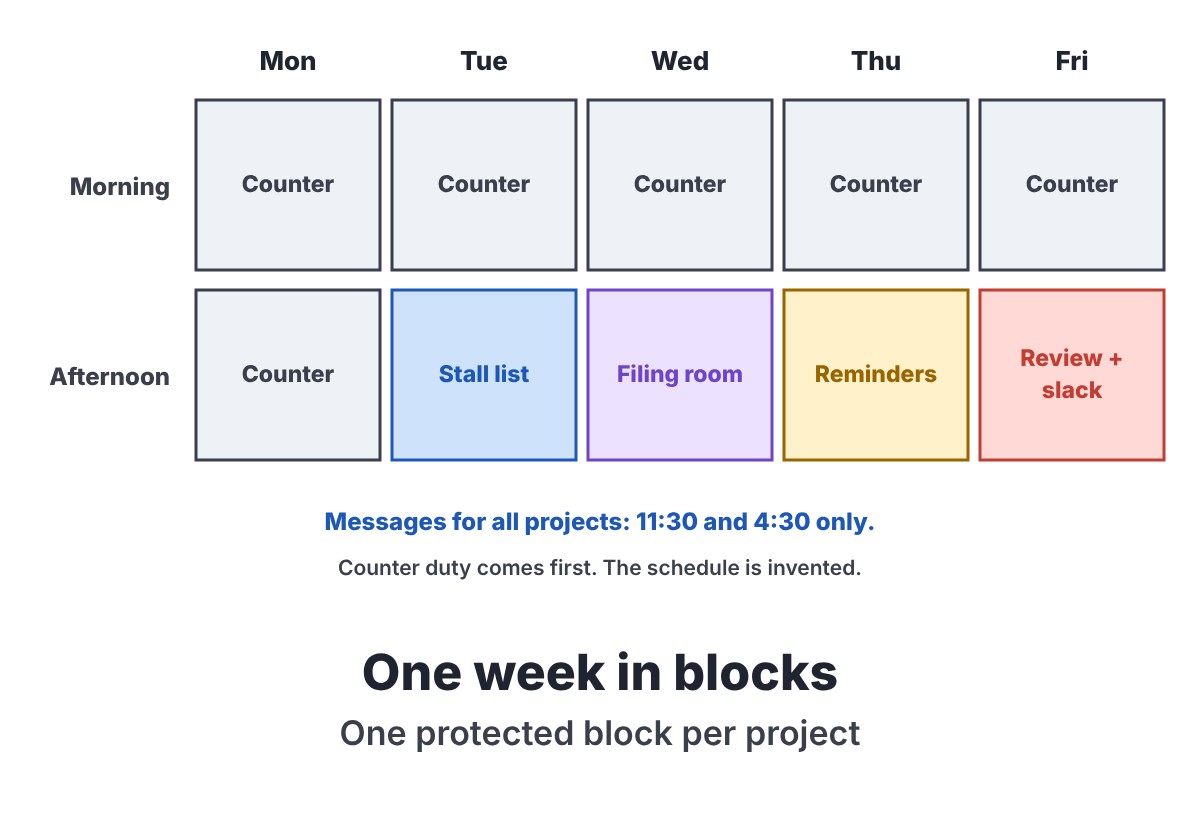 Mon Tue Wed Thu Fri
Morning Counter Counter Counter Counter Counter
Afternoon Counter Stall list Filing room Reminders Review +
slack
Messages for all projects: 11:30 and 4:30 only.
Counter duty comes first. The schedule is invented.
One week in blocks
One protected block per project